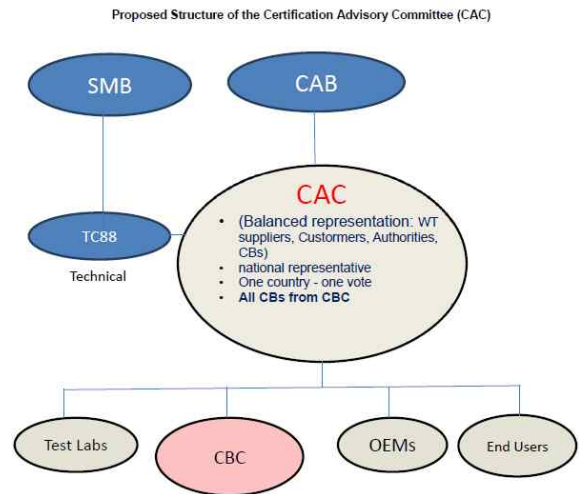 Proposed Structure of the Certification Advisory Committee (CAC)
SMB
CAB
CAC
• (Balanced representation: WT
suppliers, Custormers, Authorities,
CBs)
• national representative
• One country - one vote
• All CBs from CBC
TC88
Technical
Test Labs
CBC
OEMs
End Users